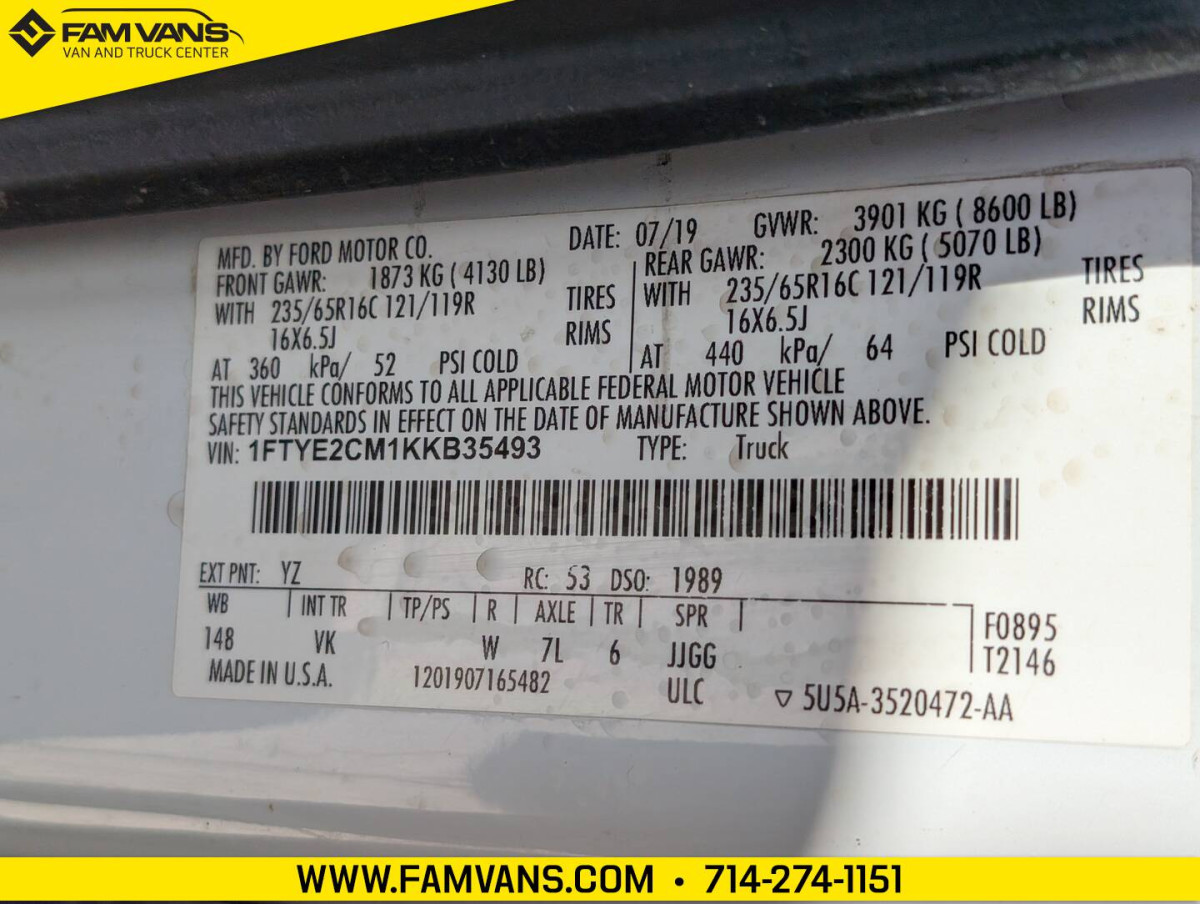 FAM VANS
VAN AND TRUCK CENTER
MFD. BY FORD MOTOR CO. DATE: 07/19 GVWR: 3901 KG ( 8600 LB)
FRONT GAWR: 1873 KG ( 4130 LB) REAR GAWR: 2300 KG ( 5070 LB)
WITH 235/65R16C 121/119R TIRES WITH 235/65R16C 121/119R TIRES
16X6.5J RIMS 16X6.5J RIMS
AT 360 kPa/ 52 PSI COLD AT 440 kPa/ 64 PSI COLD
THIS VEHICLE CONFORMS TO ALL APPLICABLE FEDERAL MOTOR VEHICLE
SAFETY STANDARDS IN EFFECT ON THE DATE OF MANUFACTURE SHOWN ABOVE.
VIN: 1FTYE2CM1KKB35493 TYPE: Truck
EXT PNT: YZ RC: 53 DSO: 1989
WB INT TR TP/PS R AXLE TR SPR F0895
148 VK W 7L 6 JJGG T2146
MADE IN U.S.A. 1201907165482 ULC 5U5A-3520472-AA
WWW.FAMVANS.COM • 714-274-1151